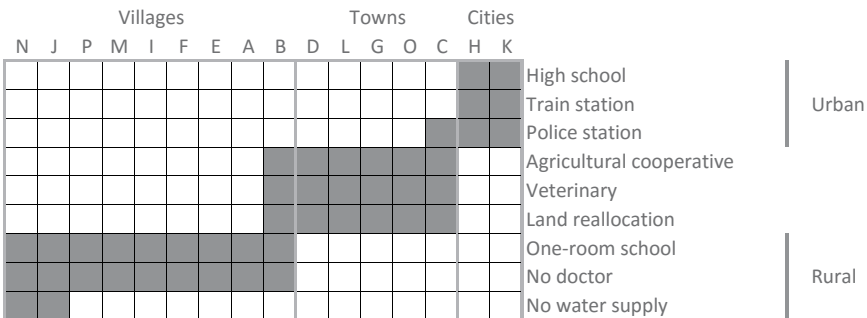 Villages Towns Cities
N J P M I F E A B D L G O C H K
High school
Train station Urban
Police station
Agricultural cooperative
Veterinary
Land reallocation
One-room school
No doctor Rural
No water supply